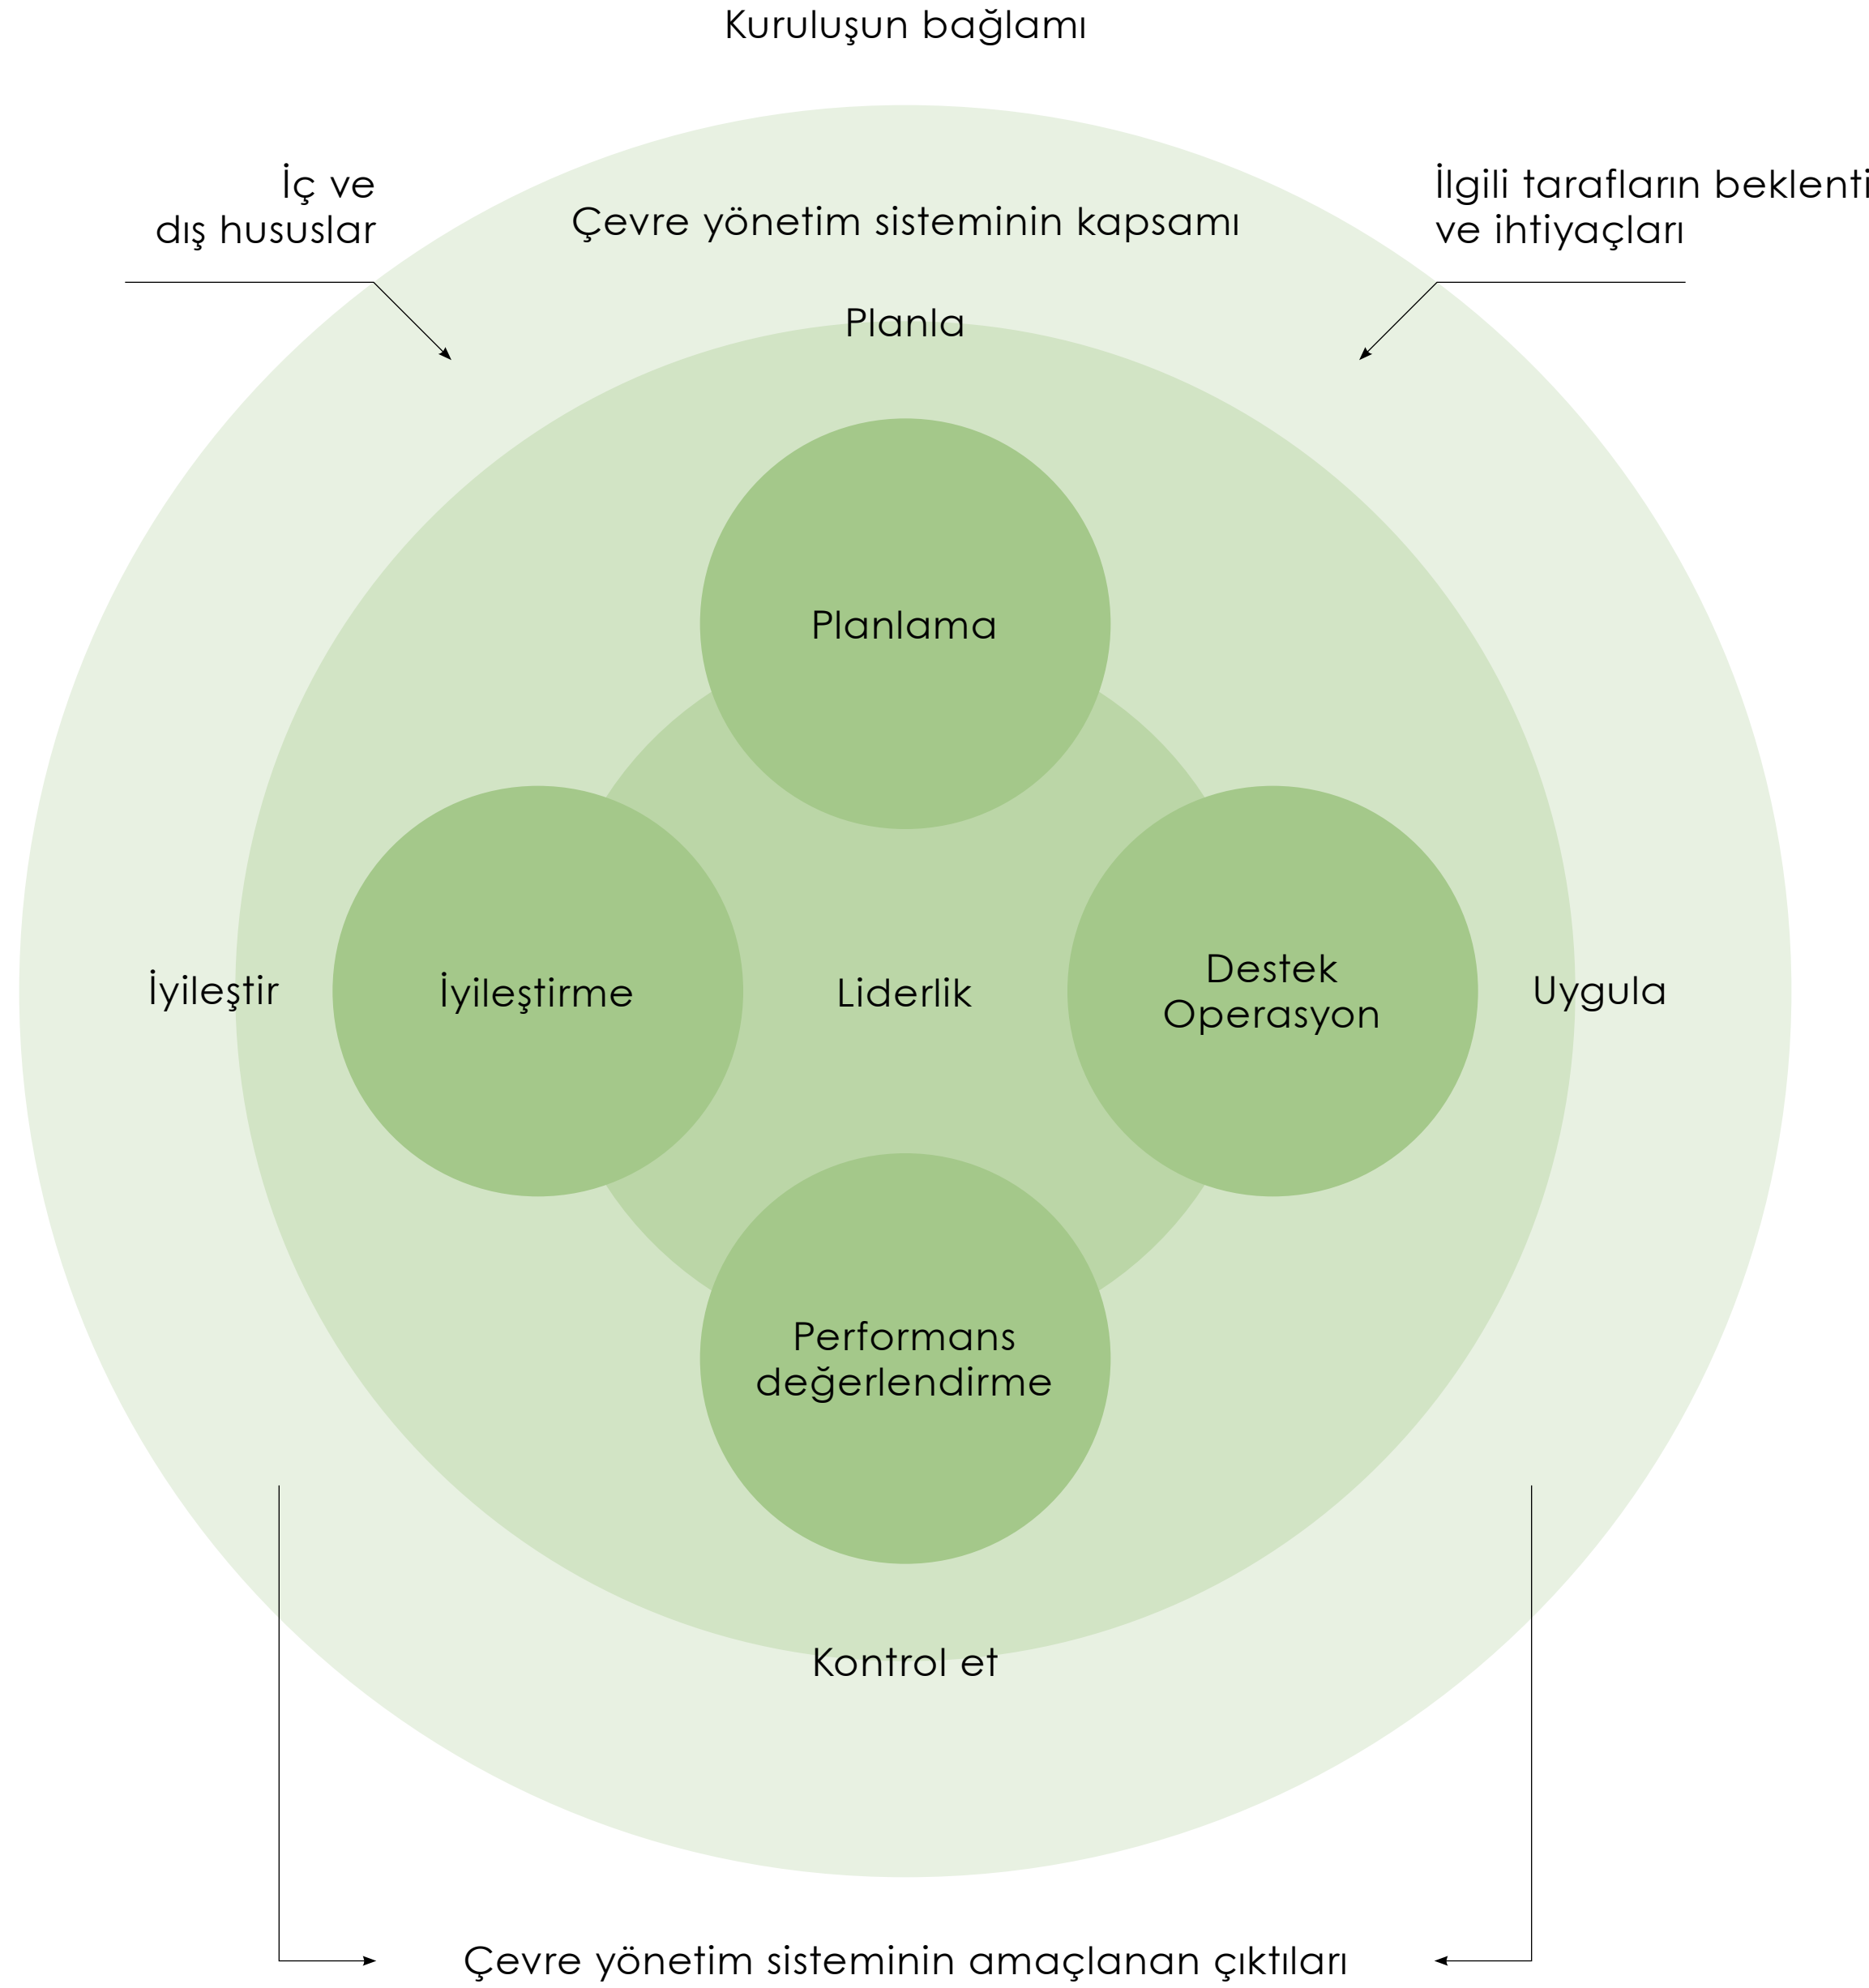 Kuruluşun bağlamı
İç ve
dış hususlar
İlgili tarafların beklenti
ve ihtiyaçları
Çevre yönetim sisteminin kapsamı
Planla
Planlama
İyileştir
İyileştirme
Liderlik
Destek
Operasyon
Uygula
Performans
değerlendirme
Kontrol et
Çevre yönetim sisteminin amaçlanan çıktıları